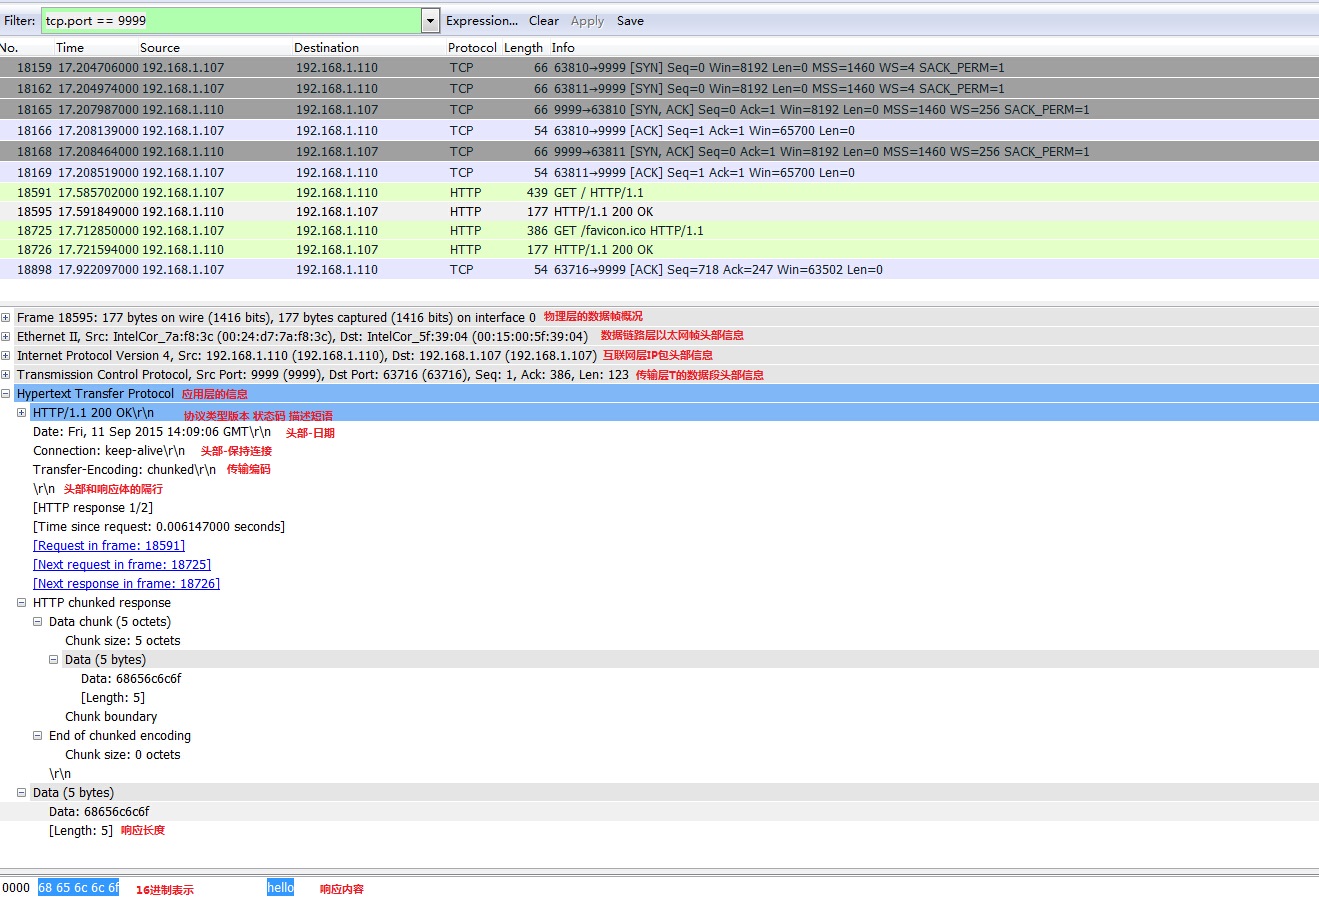 Filter: tcp.port == 9999 Expression... Clear Apply Save
No. Time Source Destination Protocol Length Info
18159 17.204706000 192.168.1.107 192.168.1.110 TCP 66 63810→9999 [SYN] Seq=0 Win=8192 Len=0 MSS=1460 WS=4 SACK_PERM=1
18162 17.204974000 192.168.1.107 192.168.1.110 TCP 66 63811→9999 [SYN] Seq=0 Win=8192 Len=0 MSS=1460 WS=4 SACK_PERM=1
18165 17.207987000 192.168.1.110 192.168.1.107 TCP 66 9999→63810 [SYN, ACK] Seq=0 Ack=1 Win=8192 Len=0 MSS=1460 WS=256 SACK_PERM=1
18166 17.208139000 192.168.1.107 192.168.1.110 TCP 54 63810→9999 [ACK] Seq=1 Ack=1 Win=65700 Len=0
18168 17.208464000 192.168.1.110 192.168.1.107 TCP 66 9999→63811 [SYN, ACK] Seq=0 Ack=1 Win=8192 Len=0 MSS=1460 WS=256 SACK_PERM=1
18169 17.208519000 192.168.1.107 192.168.1.110 TCP 54 63811→9999 [ACK] Seq=1 Ack=1 Win=65700 Len=0
18591 17.585702000 192.168.1.107 192.168.1.110 HTTP 439 GET / HTTP/1.1
18595 17.591849000 192.168.1.110 192.168.1.107 HTTP 177 HTTP/1.1 200 OK
18725 17.712850000 192.168.1.107 192.168.1.110 HTTP 386 GET /favicon.ico HTTP/1.1
18726 17.721594000 192.168.1.110 192.168.1.107 HTTP 177 HTTP/1.1 200 OK
18898 17.922097000 192.168.1.107 192.168.1.110 TCP 54 63716→9999 [ACK] Seq=718 Ack=247 Win=63502 Len=0
Frame 18595: 177 bytes on wire (1416 bits), 177 bytes captured (1416 bits) on interface 0 物理层的数据帧概况
Ethernet II, Src: IntelCor_7a:f8:3c (00:24:d7:7a:f8:3c), Dst: IntelCor_5f:39:04 (00:15:00:5f:39:04) 数据链路层以太网帧头部信息
Internet Protocol Version 4, Src: 192.168.1.110 (192.168.1.110), Dst: 192.168.1.107 (192.168.1.107) 互联网层IP包头部信息
Transmission Control Protocol, Src Port: 9999 (9999), Dst Port: 63716 (63716), Seq: 1, Ack: 386, Len: 123 传输层T的数据段头部信息
Hypertext Transfer Protocol 应用层的信息
HTTP/1.1 200 OK\r\n 协议类型版本 状态码 描述短语
Date: Fri, 11 Sep 2015 14:09:06 GMT\r\n 头部-日期
Connection: keep-alive\r\n 头部-保持连接
Transfer-Encoding: chunked\r\n 传输编码
\r\n 头部和响应体的隔行
[HTTP response 1/2]
[Time since request: 0.006147000 seconds]
[Request in frame: 18591]
[Next request in frame: 18725]
[Next response in frame: 18726]
HTTP chunked response
Data chunk (5 octets)
Chunk size: 5 octets
Data (5 bytes)
Data: 68656c6c6f
[Length: 5]
Chunk boundary
End of chunked encoding
Chunk size: 0 octets
\r\n
Data (5 bytes)
Data: 68656c6c6f
[Length: 5] 响应长度
0000 68 65 6c 6c 6f 16进制表示 hello 响应内容